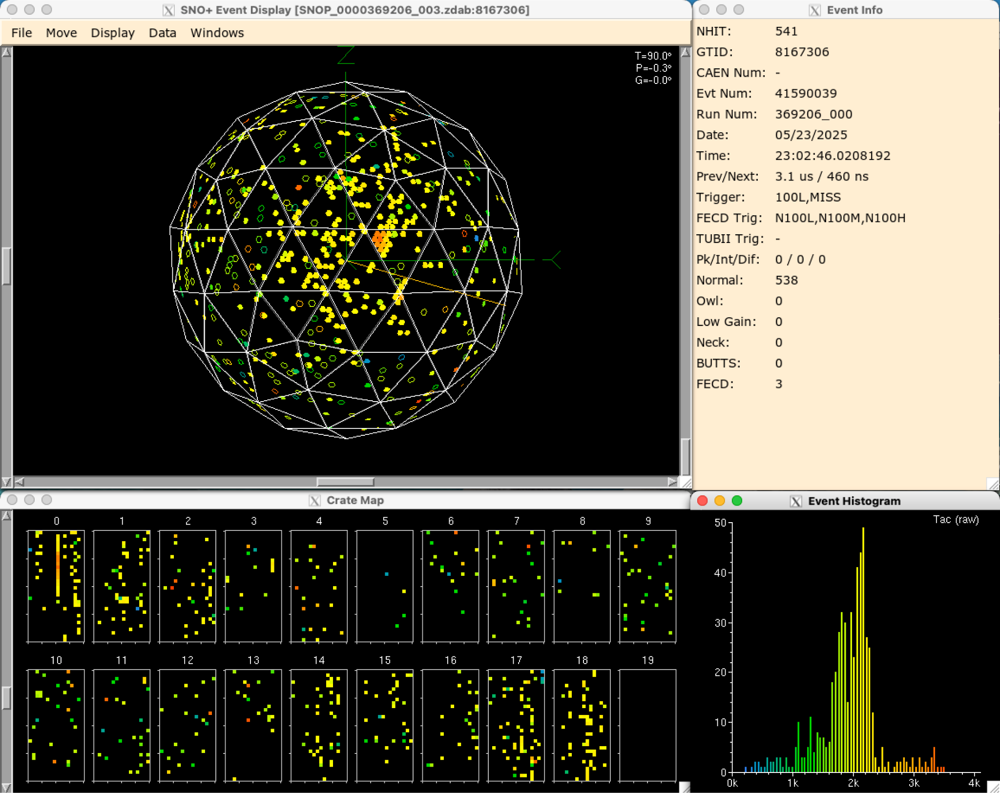 SNO+ Event Display [SNOP_0000369206_003.zdab:8167306]
File Move Display Data Windows
Z
T=90.0°
P=-0.3°
G=-0.0°
Y
Event Info
NHIT: 541
GTID: 8167306
CAEN Num: -
Evt Num: 41590039
Run Num: 369206_000
Date: 05/23/2025
Time: 23:02:46.0208192
Prev/Next: 3.1 us / 460 ns
Trigger: 100L,MISS
FECD Trig: N100L,N100M,N100H
TUBII Trig: -
Pk/Int/Dif: 0 / 0 / 0
Normal: 538
Owl: 0
Low Gain: 0
Neck: 0
BUTTS: 0
FECD: 3
Crate Map
0 1 2 3 4 5 6 7 8 9
10 11 12 13 14 15 16 17 18 19
Event Histogram
Tac (raw)
50
40
30
20
10
0
0k 1k 2k 3k 4k